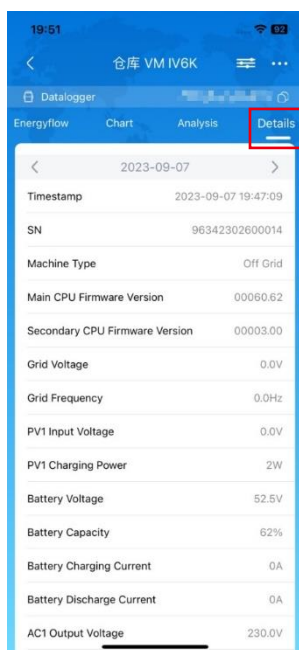 19:51
92
仓库 VM IV6K
Datalogger
Energyflow Chart Analysis Details
2023-09-07
Timestamp 2023-09-07 19:47:09
SN 96342302600014
Machine Type Off Grid
Main CPU Firmware Version 00060.62
Secondary CPU Firmware Version 00003.00
Grid Voltage 0.0V
Grid Frequency 0.0Hz
PV1 Input Voltage 0.0V
PV1 Charging Power 2W
Battery Voltage 52.5V
Battery Capacity 62%
Battery Charging Current 0A
Battery Discharge Current 0A
AC1 Output Voltage 230.0V